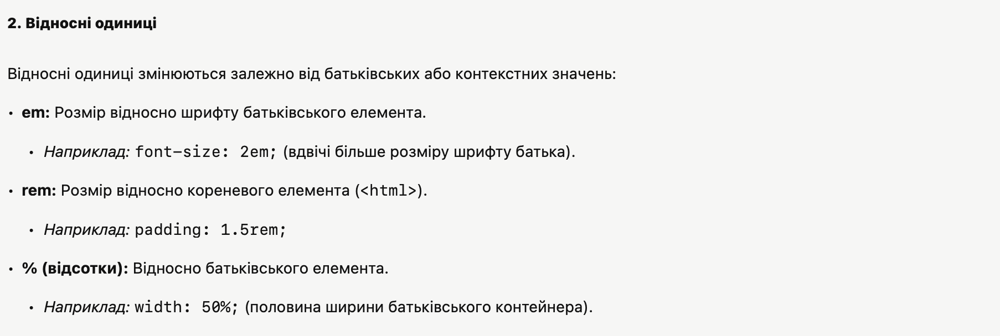 2. Відносні одиниці
Відносні одиниці змінюються залежно від батьківських або контекстних значень:
• em: Розмір відносно шрифту батьківського елемента.
• Наприклад: font-size: 2em; (вдвічі більше розміру шрифту батька).
• rem: Розмір відносно кореневого елемента (<html>).
• Наприклад: padding: 1.5rem;
• % (відсотки): Відносно батьківського елемента.
• Наприклад: width: 50%; (половина ширини батьківського контейнера).